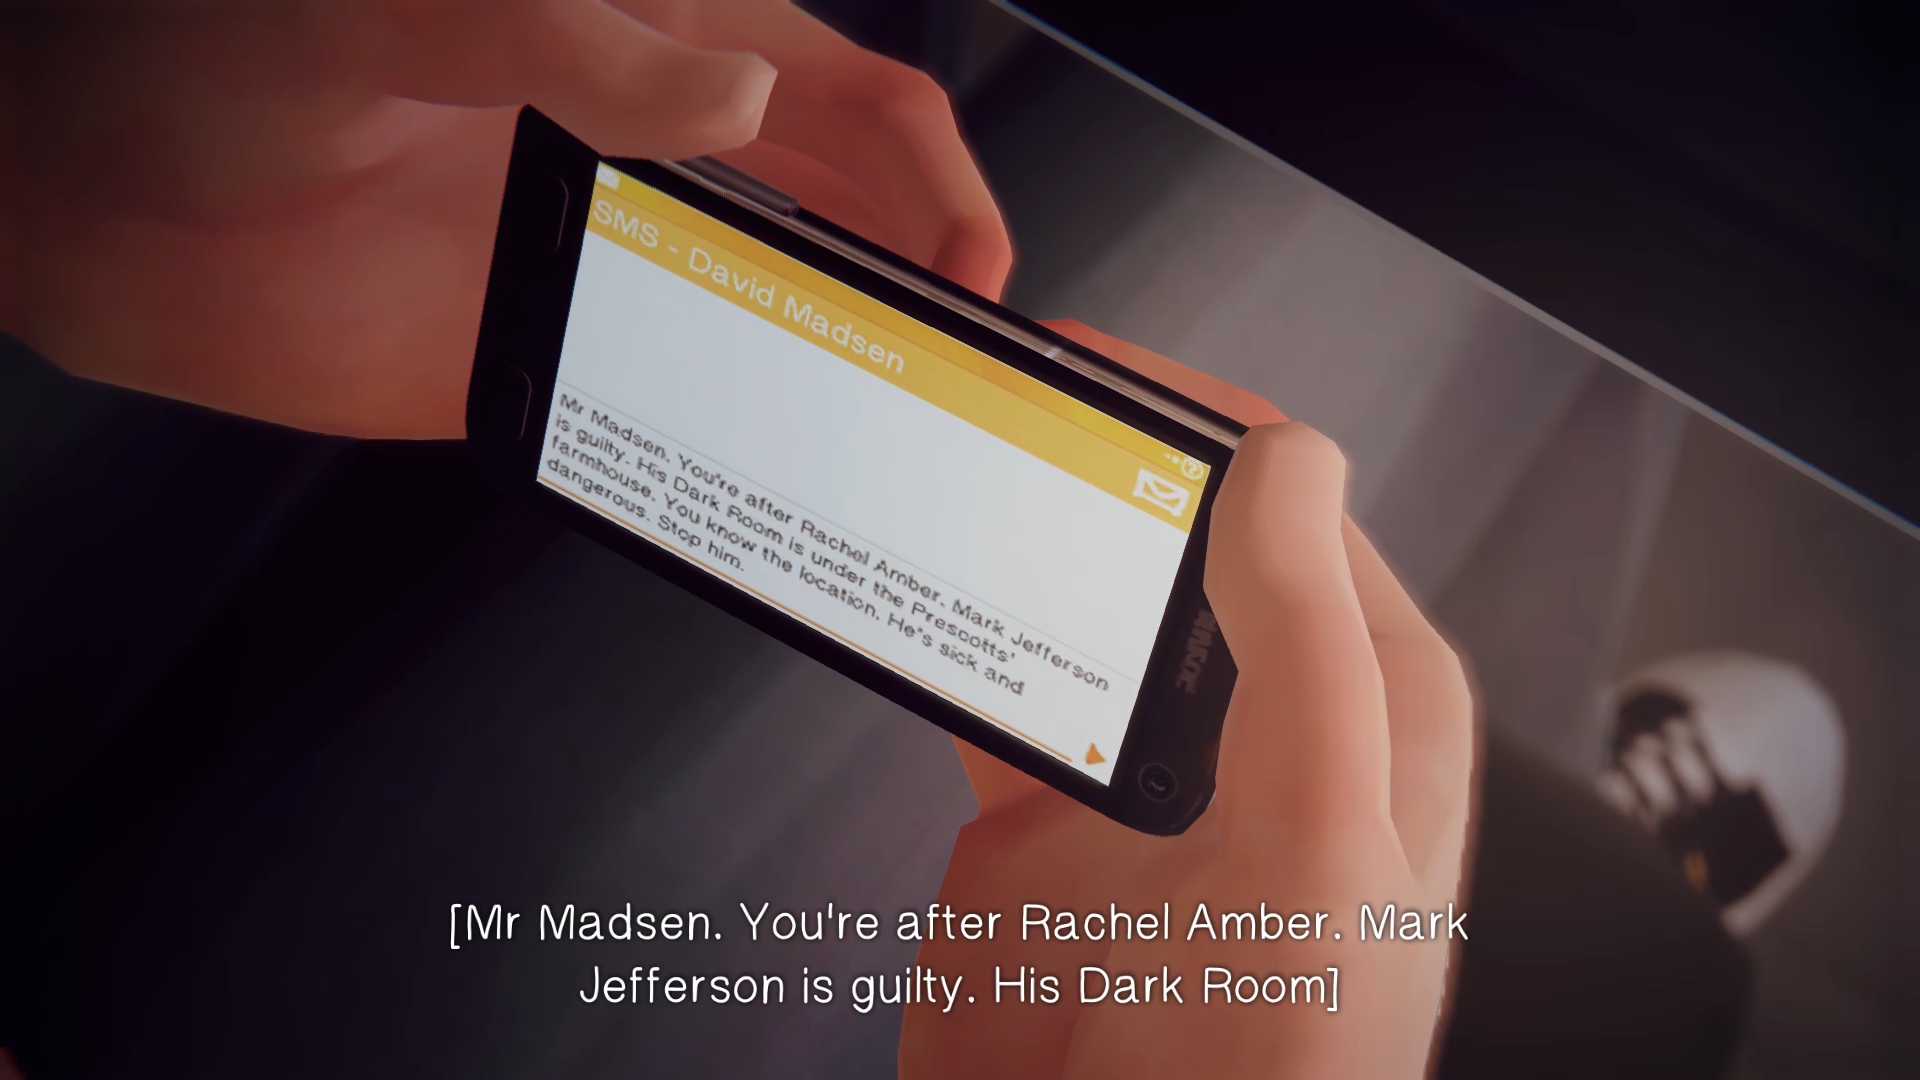 SMS - David Madsen
Mr Madsen. You're after Rachel Amber. Mark Jefferson
is guilty. His Dark Room is under the Prescotts'
farmhouse. You know the location. He's sick and
dangerous. Stop him.
[Mr Madsen. You're after Rachel Amber. Mark
Jefferson is guilty. His Dark Room]